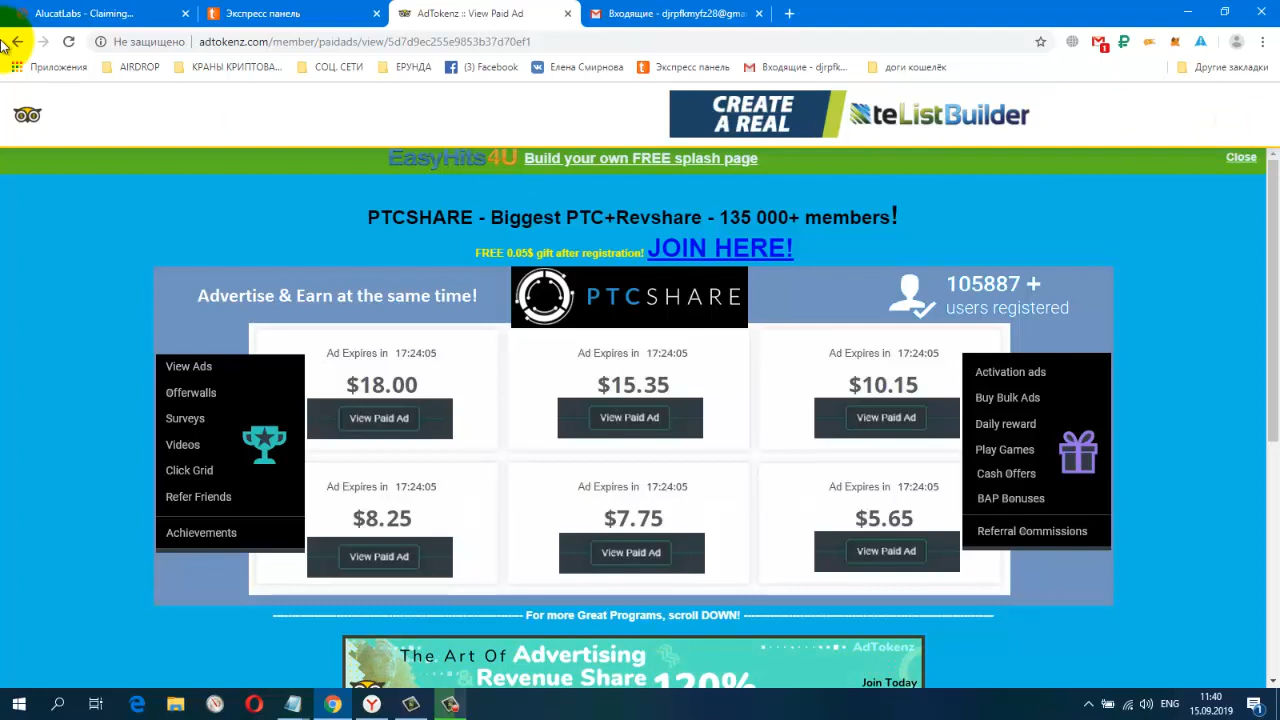 AlucatLabs - Claiming...
Экспресс панель
AdTokenz :: View Paid Ad
Входящие - djrpfkmyfz28@gma
Не защищено
adtokenz.com/member/paidads/view/5d7d9ec255e9853b37d70ef1
Приложения
AIRDROP
КРАНЫ КРИПТОВА...
СОЦ. СЕТИ
ЕРУНДА
(3) Facebook
Елена Смирнова
Экспресс панель
Входящие - djrpfk...
доги кошелёк
Другие закладки
CREATE
A REAL
teListBuilder
EasyHits4U
Build your own FREE splash page
Close
PTCSHARE - Biggest PTC+Revshare - 135 000+ members!
FREE 0.05$ gift after registration! JOIN HERE!
Advertise & Earn at the same time!
PTCSHARE
105887 +
users registered
Ad Expires in 17:24:05
Ad Expires in 17:24:05
Ad Expires in 17:24:05
$18.00
$15.35
$10.15
View Paid Ad
View Paid Ad
View Paid Ad
Ad Expires in 17:24:05
Ad Expires in 17:24:05
Ad Expires in 17:24:05
$8.25
$7.75
$5.65
View Paid Ad
View Paid Ad
View Paid Ad
View Ads
Offerwalls
Surveys
Videos
Click Grid
Refer Friends
Achievements
Activation ads
Buy Bulk Ads
Daily reward
Play Games
Cash Offers
BAP Bonuses
Referral Commissions
For more Great Programs, scroll DOWN!
The Art Of Advertising
Revenue Share 120%
AdTokenz
Join Today
ENG
11:40
15.09.2019
1